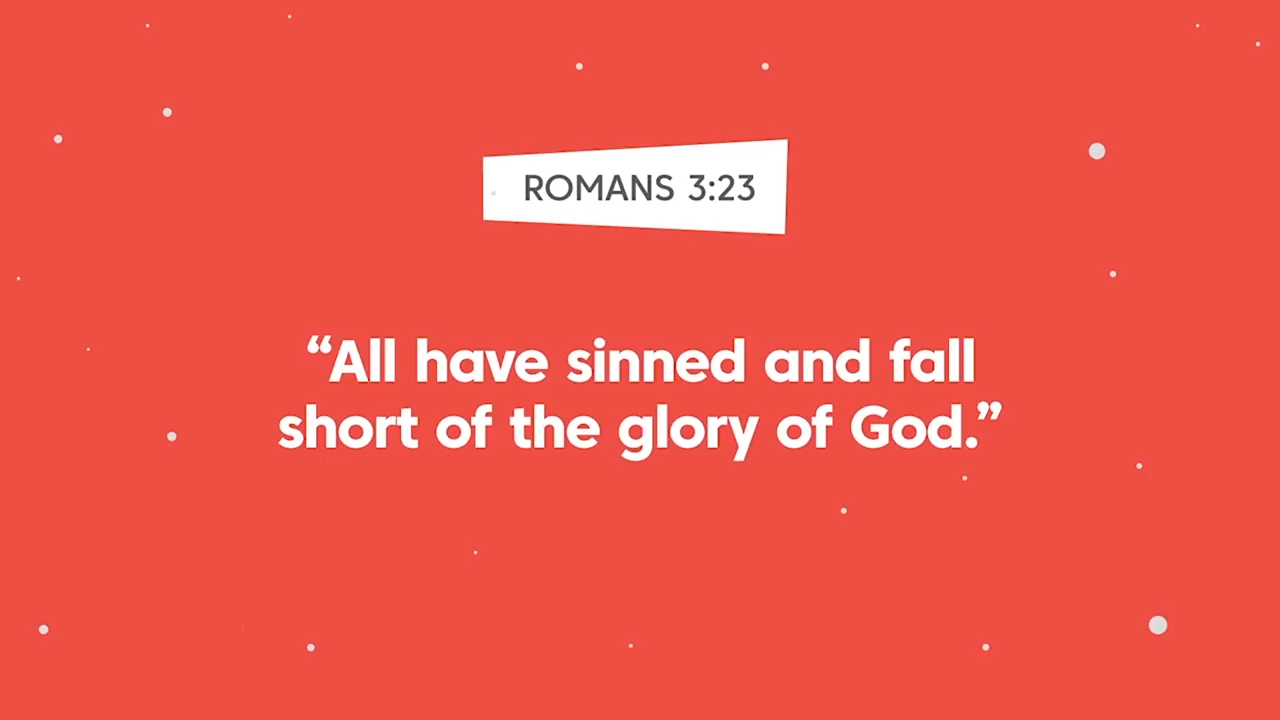 ROMANS 3:23
“All have sinned and fall
short of the glory of God.”